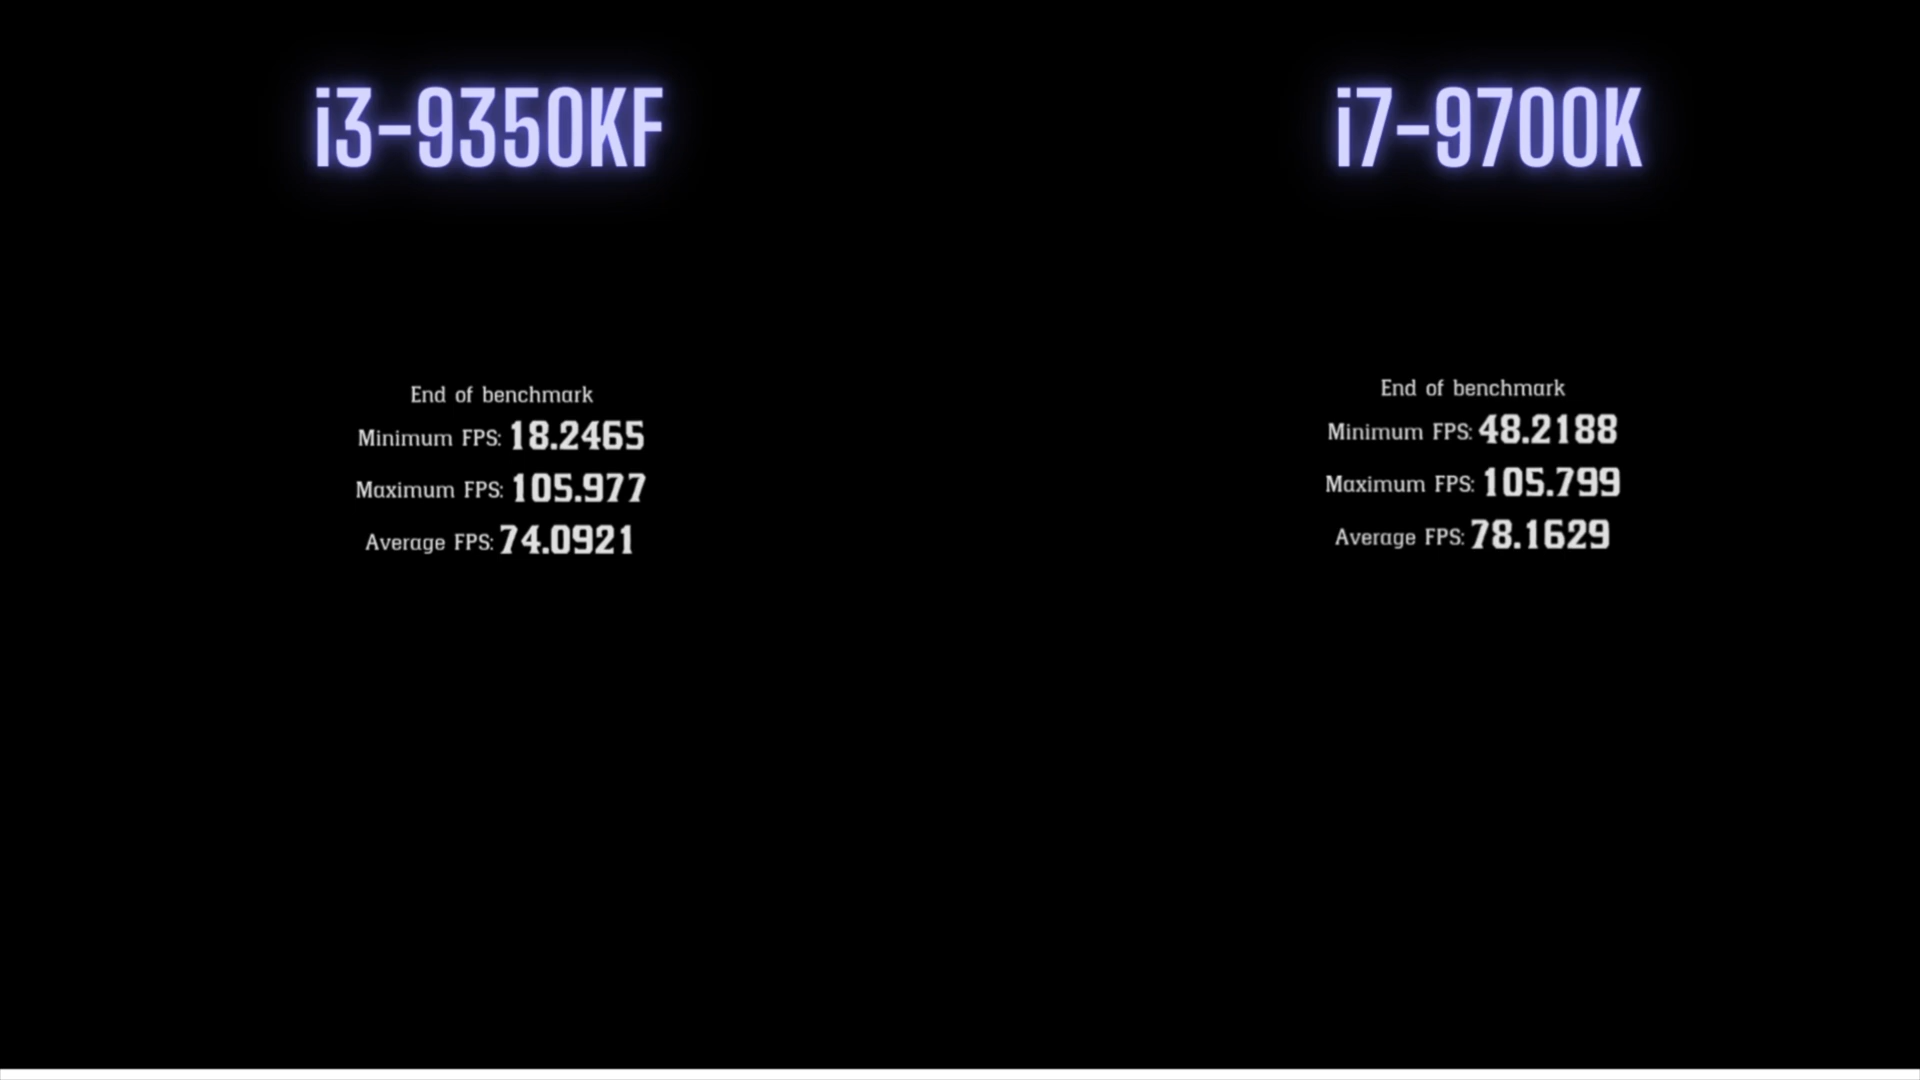 i3-9350KF
i7-9700K
End of benchmark
Minimum FPS: 18.2465
Maximum FPS: 105.977
Average FPS: 74.0921
End of benchmark
Minimum FPS: 48.2188
Maximum FPS: 105.799
Average FPS: 78.1629